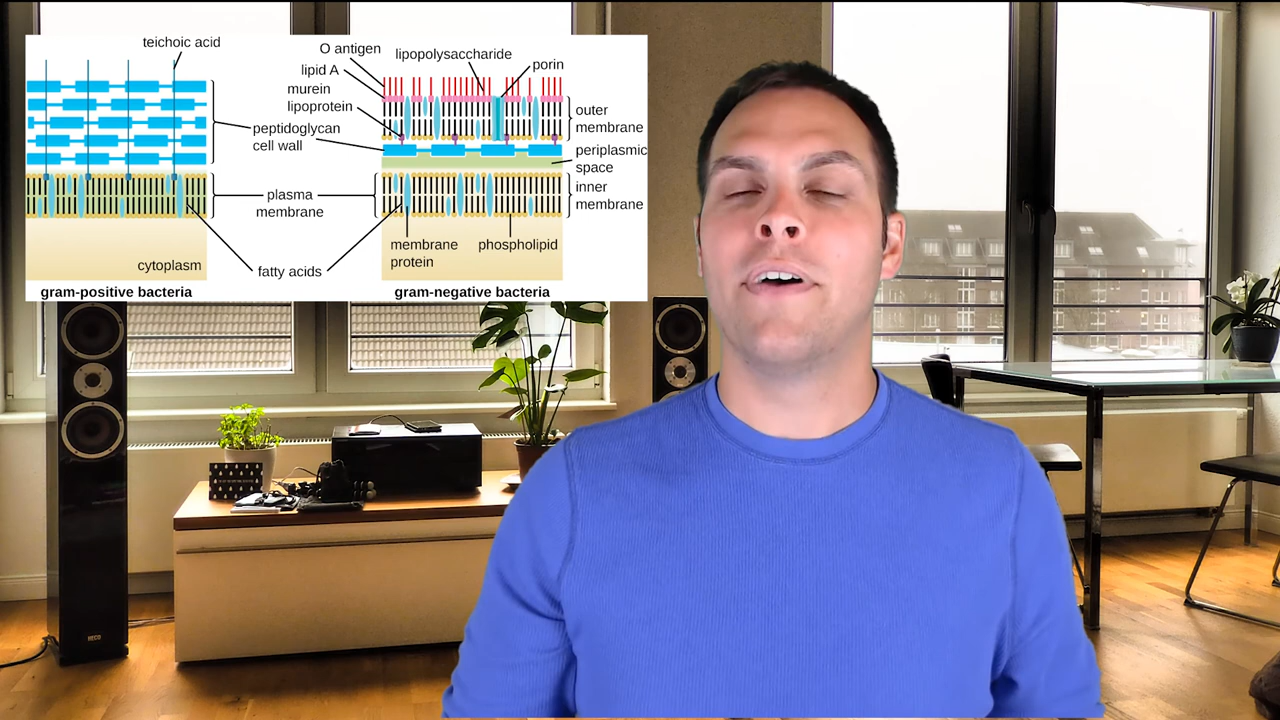 teichoic acid
peptidoglycan
cell wall
plasma
membrane
cytoplasm
fatty acids
gram-positive bacteria
O antigen
lipopolysaccharide
porin
lipid A
murein
lipoprotein
outer
membrane
periplasmic
space
inner
membrane
membrane
protein
phospholipid
gram-negative bacteria
HECO